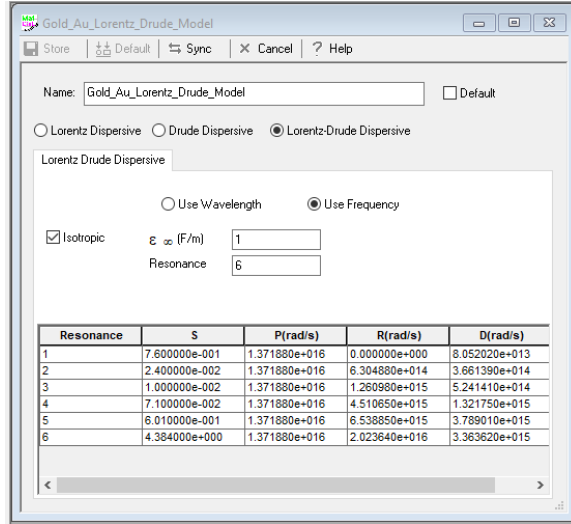 Gold_Au_Lorentz_Drude_Model
Store Default Sync Cancel ? Help
Name: Gold_Au_Lorentz_Drude_Model Default
Lorentz Dispersive Drude Dispersive Lorentz-Drude Dispersive
Lorentz Drude Dispersive
Use Wavelength Use Frequency
Isotropic ε ∞ (F/m) 1
Resonance 6
Resonance S P(rad/s) R(rad/s) D(rad/s)
1 7.600000e-001 1.371880e+016 0.000000e+000 8.052020e+013
2 2.400000e-002 1.371880e+016 6.304880e+014 3.661390e+014
3 1.000000e-002 1.371880e+016 1.260980e+015 5.241410e+014
4 7.100000e-002 1.371880e+016 4.510650e+015 1.321750e+015
5 6.010000e-001 1.371880e+016 6.538850e+015 3.789010e+015
6 4.384000e+000 1.371880e+016 2.023640e+016 3.363620e+015